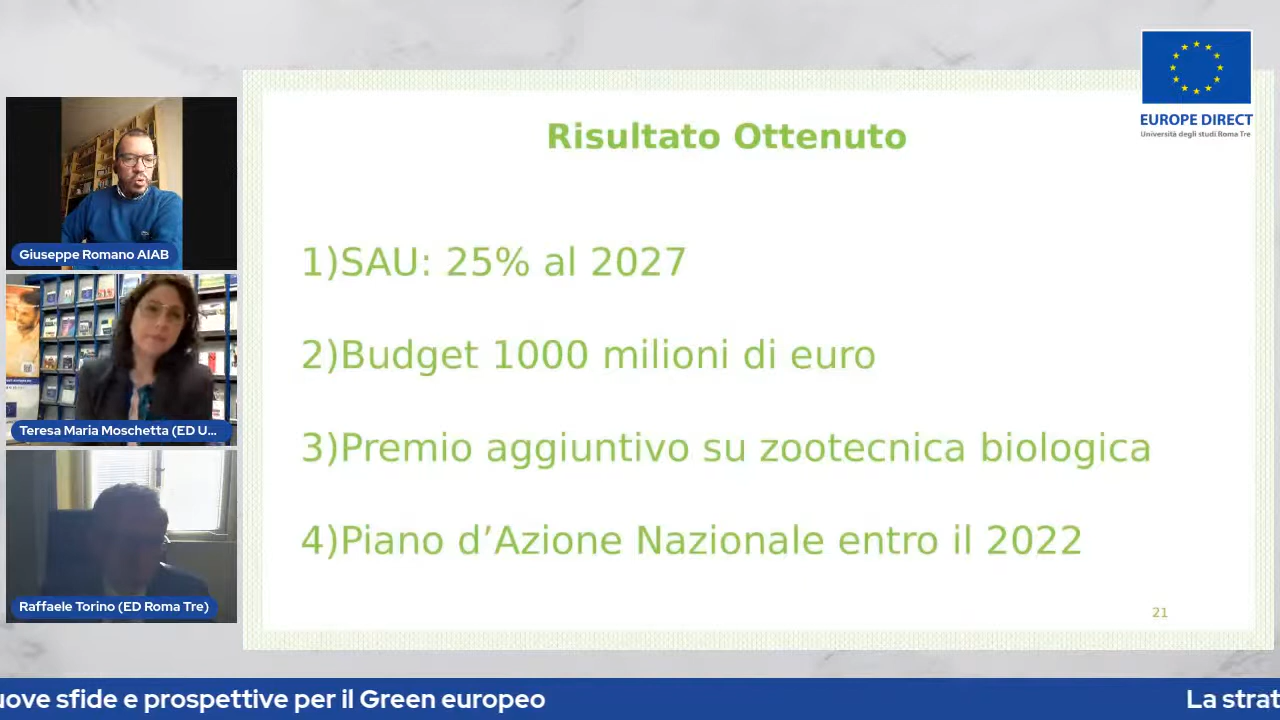 EUROPE DIRECT
Università degli studi Roma Tre
Risultato Ottenuto
1)SAU: 25% al 2027
2)Budget 1000 milioni di euro
3)Premio aggiuntivo su zootecnica biologica
4)Piano d’Azione Nazionale entro il 2022
21
Giuseppe Romano AIAB
Teresa Maria Moschetta (ED U...
Raffaele Torino (ED Roma Tre)
uove sfide e prospettive per il Green europeo
La strat